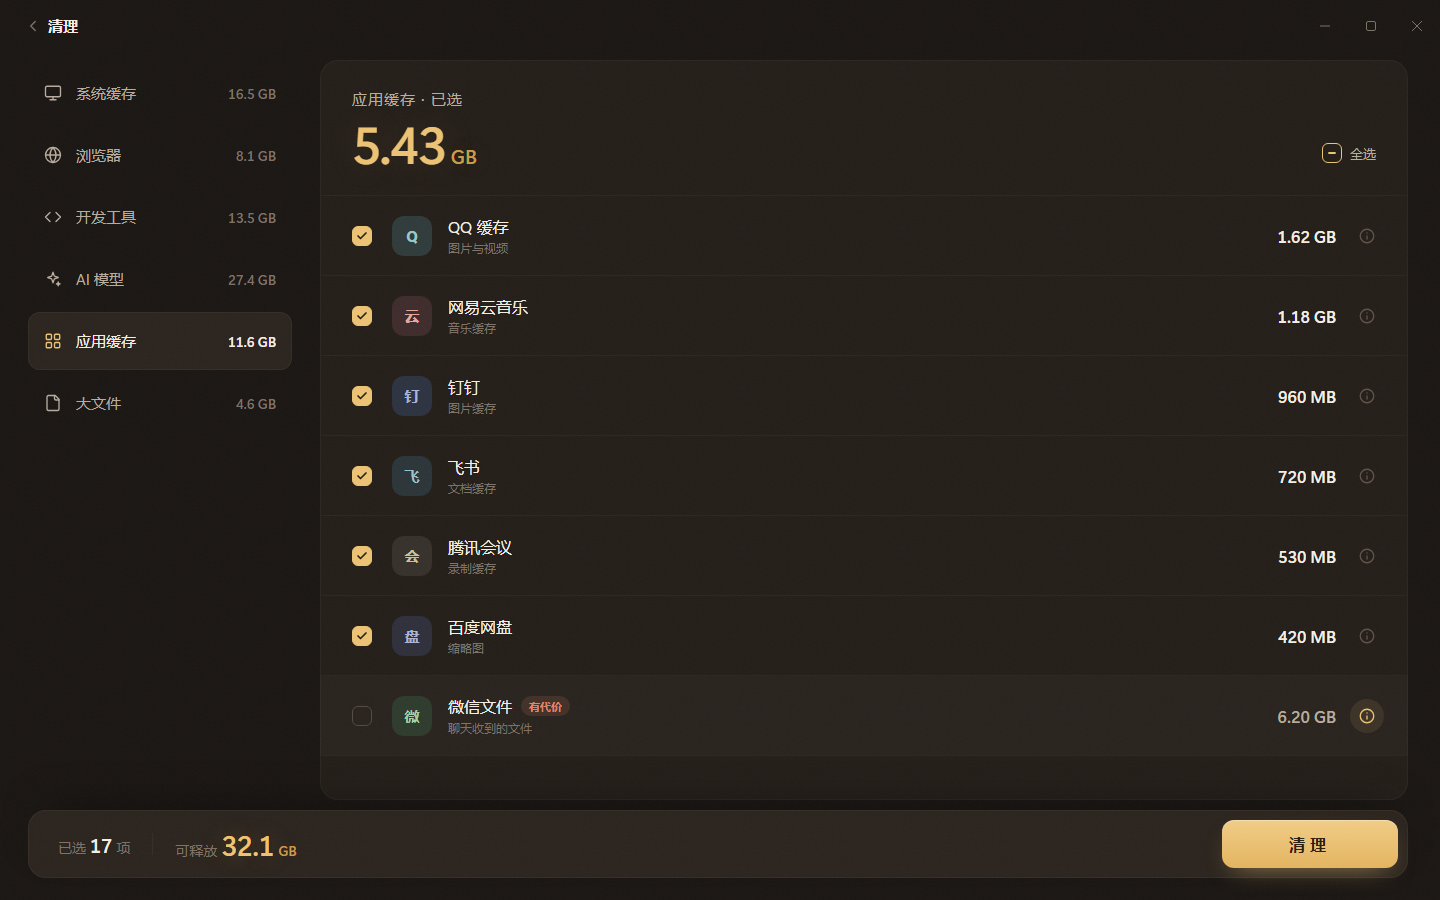 清理
系统缓存 16.5 GB
浏览器 8.1 GB
开发工具 13.5 GB
AI 模型 27.4 GB
应用缓存 11.6 GB
大文件 4.6 GB
应用缓存 · 已选
5.43 GB
全选
Q QQ 缓存 1.62 GB
图片与视频
云 网易云音乐 1.18 GB
音乐缓存
钉 钉钉 960 MB
图片缓存
飞 飞书 720 MB
文档缓存
会 腾讯会议 530 MB
录制缓存
盘 百度网盘 420 MB
缩略图
微 微信文件 有代价 6.20 GB
聊天收到的文件
已选 17 项 可释放 32.1 GB
清 理